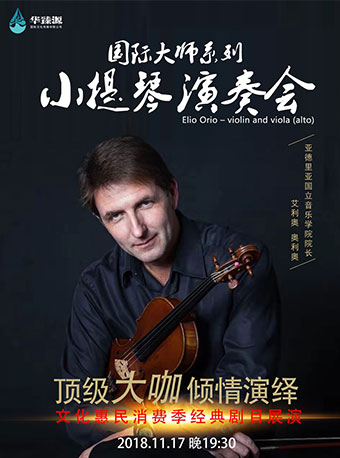 华臻源
国际大师系列
小提琴演奏会
Elio Orio – violin and viola (alto)
亚德里亚国立音乐学院院长
艾利奥 奥利奥
顶级大咖倾情演绎
文化惠民消费季经典剧目展演
2018.11.17 晚19:30